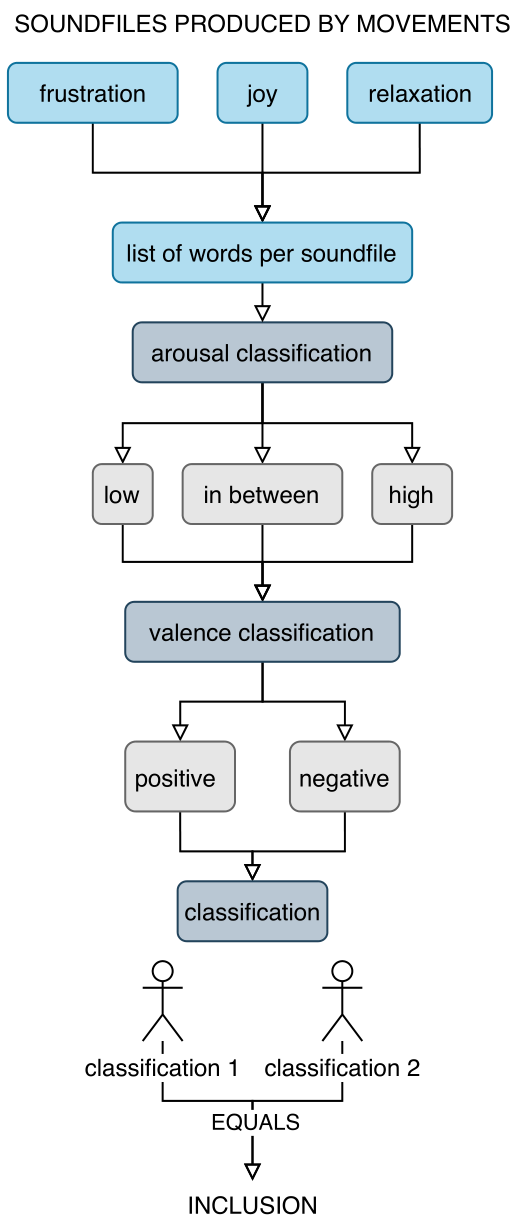 SOUNDFILES PRODUCED BY MOVEMENTS
frustration
joy
relaxation
list of words per soundfile
arousal classification
low
in between
high
valence classification
positive
negative
classification
classification 1
classification 2
EQUALS
INCLUSION